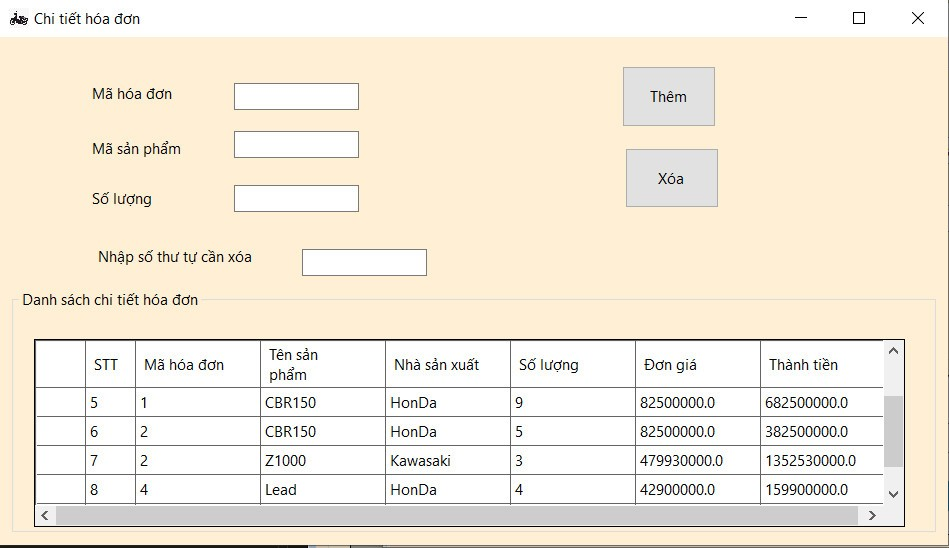 Chi tiết hóa đơn
Mã hóa đơn
Thêm
Mã sản phẩm
Xóa
Số lượng
Nhập số thư tự cần xóa
Danh sách chi tiết hóa đơn
STT Mã hóa đơn Tên sản phẩm Nhà sản xuất Số lượng Đơn giá Thành tiền
5 1 CBR150 HonDa 9 82500000.0 682500000.0
6 2 CBR150 HonDa 5 82500000.0 382500000.0
7 2 Z1000 Kawasaki 3 479930000.0 1352530000.0
8 4 Lead HonDa 4 42900000.0 159900000.0